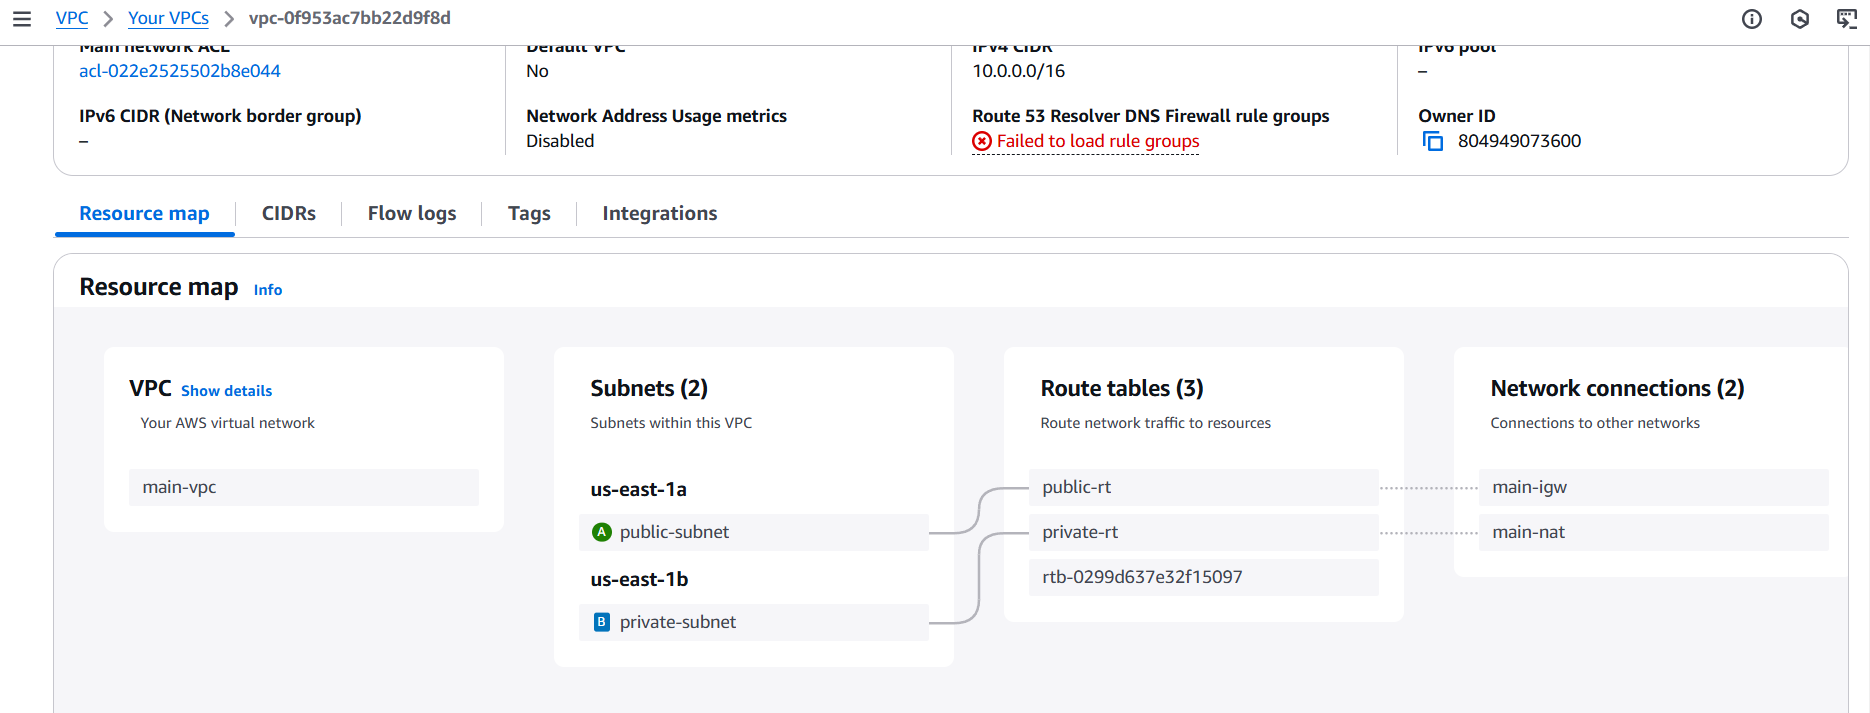 VPC > Your VPCs > vpc-0f953ac7bb22d9f8d
Main network ACL
acl-022e2525502b8e044
Default VPC
No
IPv4 CIDR
10.0.0.0/16
IPv6 pool
–
IPv6 CIDR (Network border group)
–
Network Address Usage metrics
Disabled
Route 53 Resolver DNS Firewall rule groups
Failed to load rule groups
Owner ID
804949073600
Resource map
CIDRs
Flow logs
Tags
Integrations
Resource map Info
VPC Show details
Your AWS virtual network
main-vpc
Subnets (2)
Subnets within this VPC
us-east-1a
A public-subnet
us-east-1b
B private-subnet
Route tables (3)
Route network traffic to resources
public-rt
private-rt
rtb-0299d637e32f15097
Network connections (2)
Connections to other networks
main-igw
main-nat